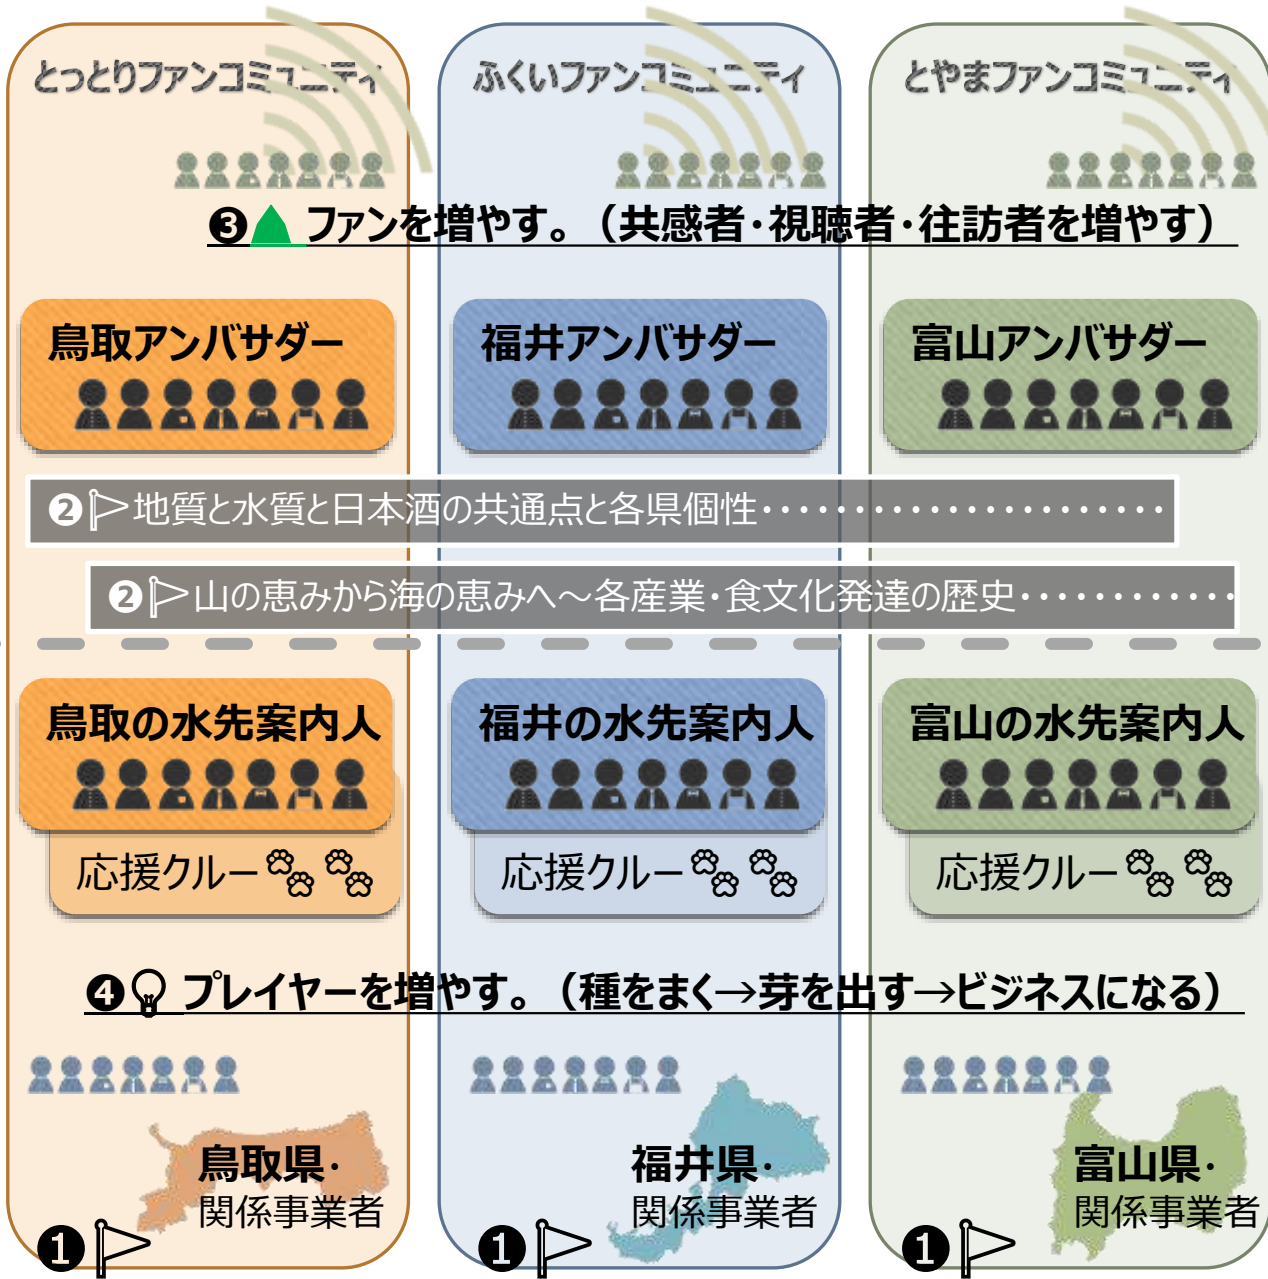 とっとりファンコミュニティ
ふくいファンコミュニティ
とやまファンコミュニティ
❸ ファンを増やす。（共感者・視聴者・往訪者を増やす）
鳥取アンバサダー
福井アンバサダー
富山アンバサダー
❷ 地質と水質と日本酒の共通点と各県個性・・・・・・・・・・・・・・・・・・・・・・
❷ 山の恵みから海の恵みへ～各産業・食文化発達の歴史・・・・・・・・・・・・
鳥取の水先案内人
福井の水先案内人
富山の水先案内人
応援クルー
応援クルー
応援クルー
❹ プレイヤーを増やす。（種をまく→芽を出す→ビジネスになる）
鳥取県・
関係事業者
福井県・
関係事業者
富山県・
関係事業者
❶
❶
❶